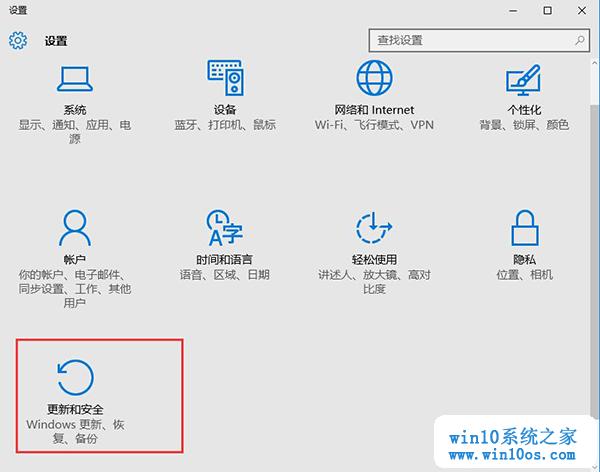 设置
设置
查找设置
系统
显示、通知、应用、电
源
设备
蓝牙、打印机、鼠标
网络和 Internet
Wi-Fi、飞行模式、VPN
个性化
背景、锁屏、颜色
帐户
你的帐户、电子邮件、
同步设置、工作、其他
用户
时间和语言
语音、区域、日期
轻松使用
讲述人、放大镜、高对
比度
隐私
位置、相机
更新和安全
Windows 更新、恢
复、备份
win10系统之家
www.win10os.com